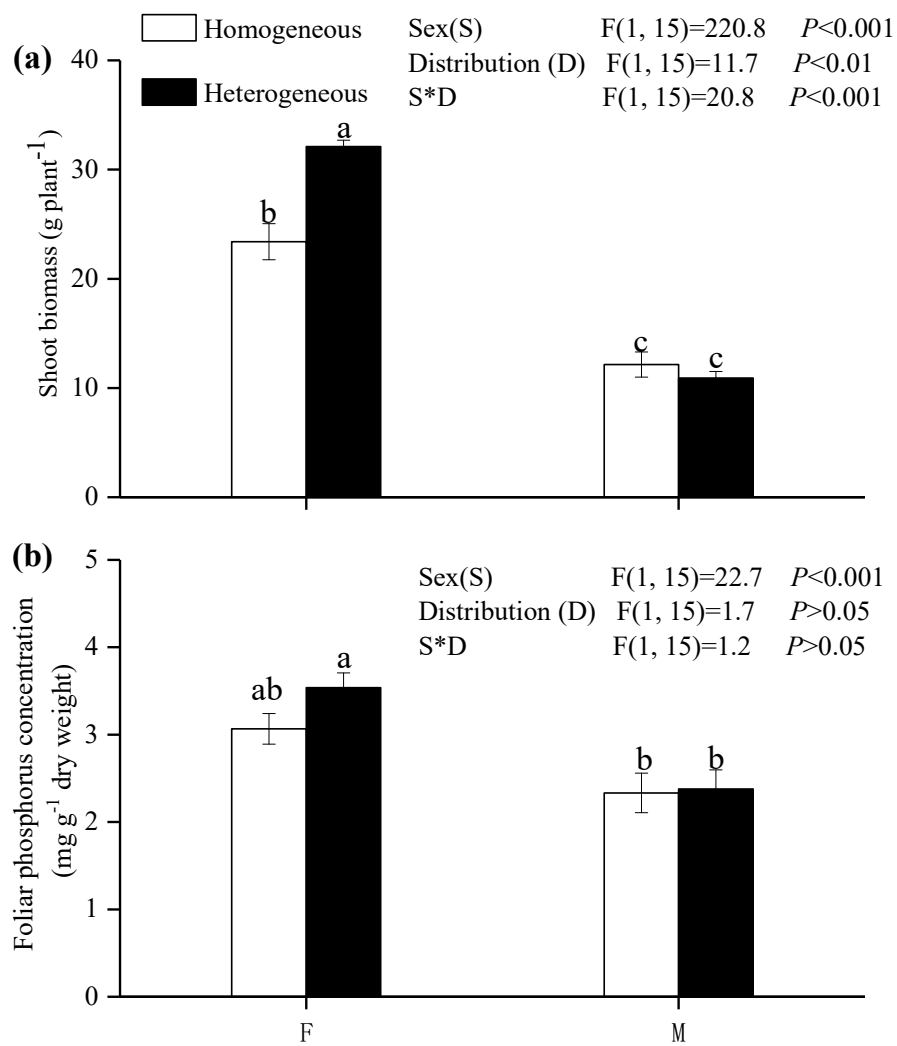 Homogeneous
Heterogeneous
Sex(S) F(1, 15)=220.8 P<0.001
Distribution (D) F(1, 15)=11.7 P<0.01
S*D F(1, 15)=20.8 P<0.001
(a)
40
30
20
10
0
Shoot biomass (g plant-1)
a
b
c
c
(b)
Sex(S) F(1, 15)=22.7 P<0.001
Distribution (D) F(1, 15)=1.7 P>0.05
S*D F(1, 15)=1.2 P>0.05
5
4
3
2
1
0
Foliar phosphorus concentration
(mg g-1 dry weight)
ab
a
b
b
F
M